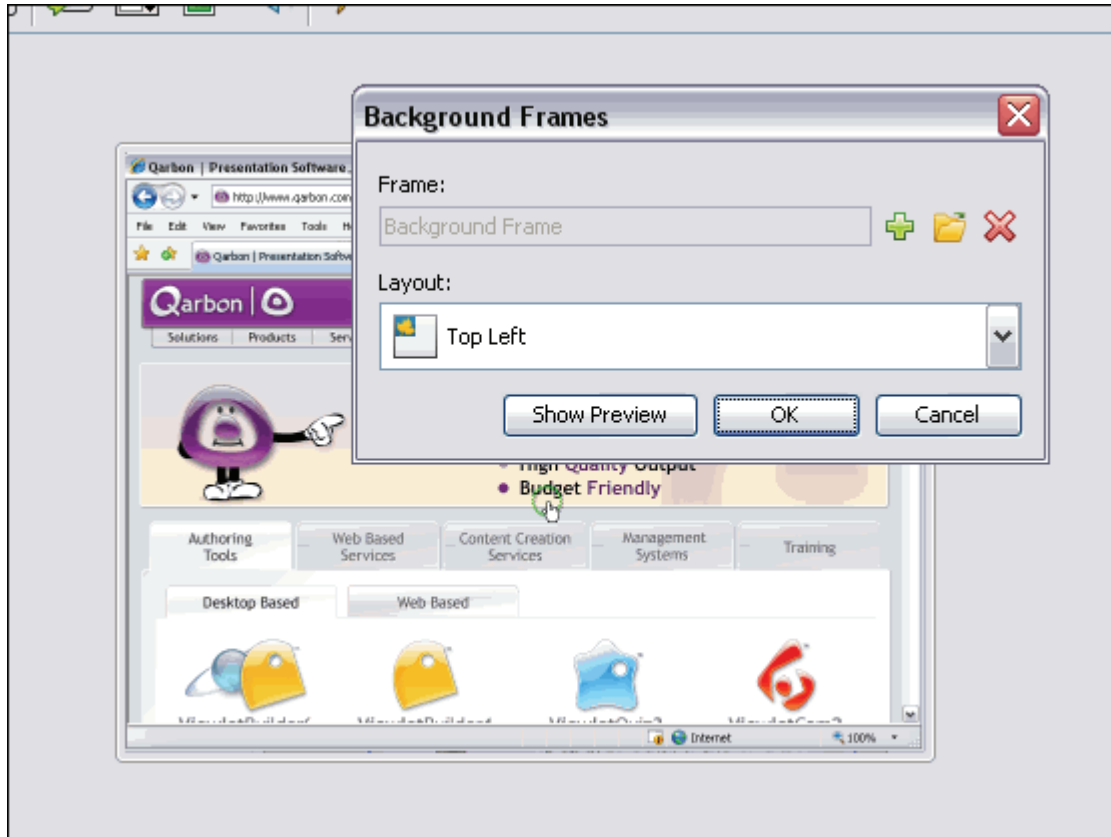 Background Frames
Frame:
Background Frame
Layout:
Top Left
Show Preview OK Cancel
Qarbon | Presentation Software
http://www.qarbon.com
File Edit View Favorites Tools H
Qarbon | Presentation Softw
Qarbon
Solutions Products Serv
High Quality Output
Budget Friendly
Authoring Tools
Web Based Services
Content Creation Services
Management Systems
Training
Desktop Based Web Based
Internet 100%